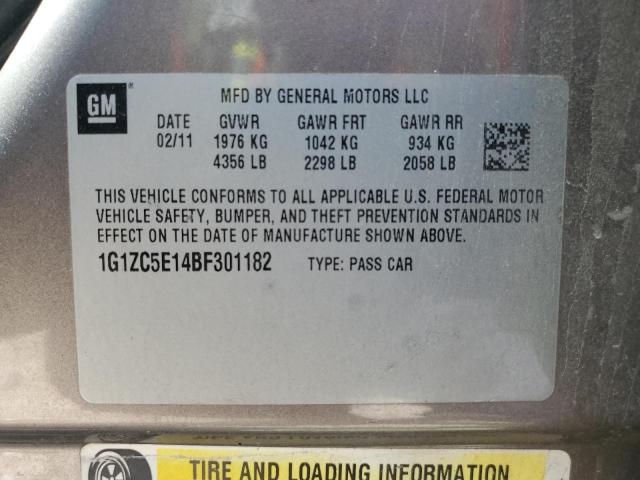 GM
MFD BY GENERAL MOTORS LLC
DATE GVWR GAWR FRT GAWR RR
02/11 1976 KG 1042 KG 934 KG
4356 LB 2298 LB 2058 LB
THIS VEHICLE CONFORMS TO ALL APPLICABLE U.S. FEDERAL MOTOR
VEHICLE SAFETY, BUMPER, AND THEFT PREVENTION STANDARDS IN
EFFECT ON THE DATE OF MANUFACTURE SHOWN ABOVE.
1G1ZC5E14BF301182 TYPE: PASS CAR
TIRE AND LOADING INFORMATION